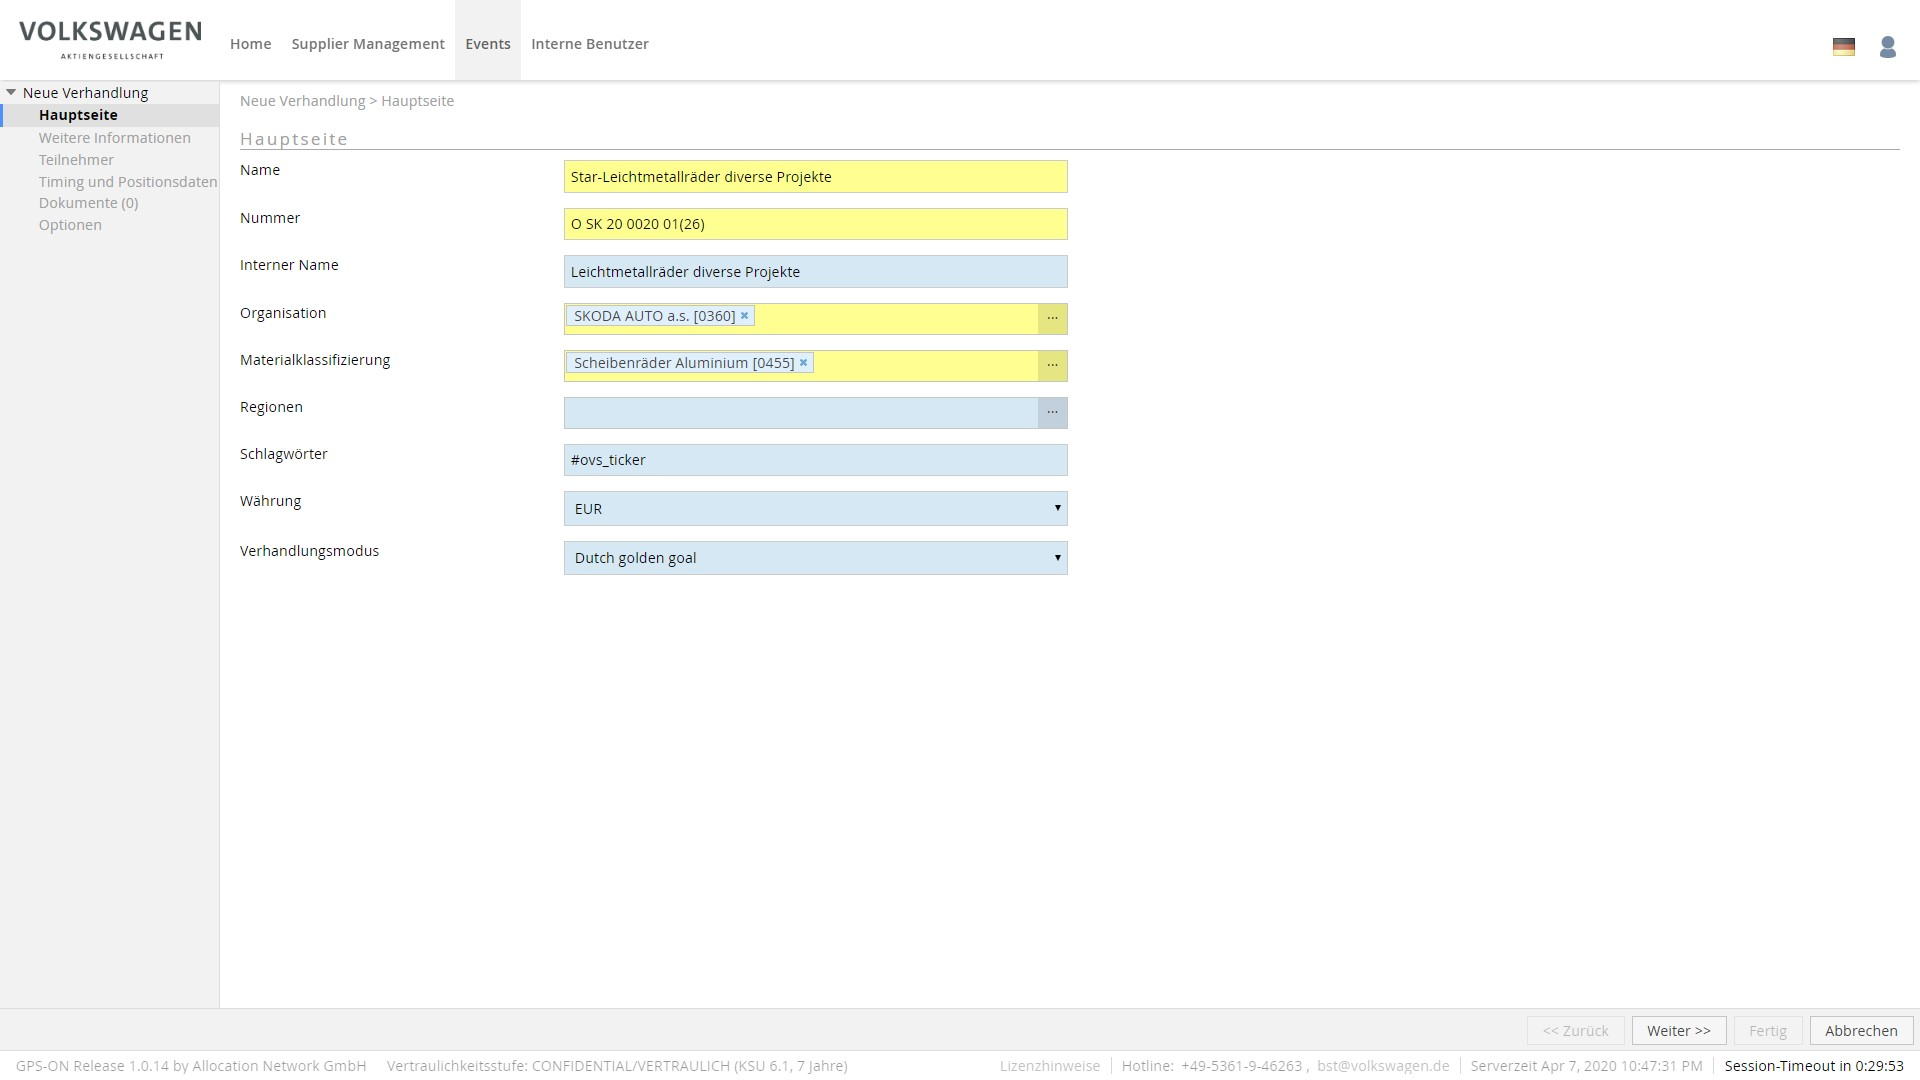 VOLKSWAGEN
AKTIENGESELLSCHAFT
Home Supplier Management Events Interne Benutzer
Neue Verhandlung
Hauptseite
Weitere Informationen
Teilnehmer
Timing und Positionsdaten
Dokumente (0)
Optionen
Neue Verhandlung > Hauptseite
Hauptseite
Name Star-Leichtmetallräder diverse Projekte
Nummer O SK 20 0020 01(26)
Interner Name Leichtmetallräder diverse Projekte
Organisation SKODA AUTO a.s. [0360] × ...
Materialklassifizierung Scheibenräder Aluminium [0455] × ...
Regionen ...
Schlagwörter #ovs_ticker
Währung EUR
Verhandlungsmodus Dutch golden goal
<< Zurück Weiter >> Fertig Abbrechen
GPS-ON Release 1.0.14 by Allocation Network GmbH Vertraulichkeitsstufe: CONFIDENTIAL/VERTRAULICH (KSU 6.1, 7 Jahre) Lizenzhinweise Hotline: +49-5361-9-46263 , bst@volkswagen.de Serverzeit Apr 7, 2020 10:47:31 PM Session-Timeout in 0:29:53